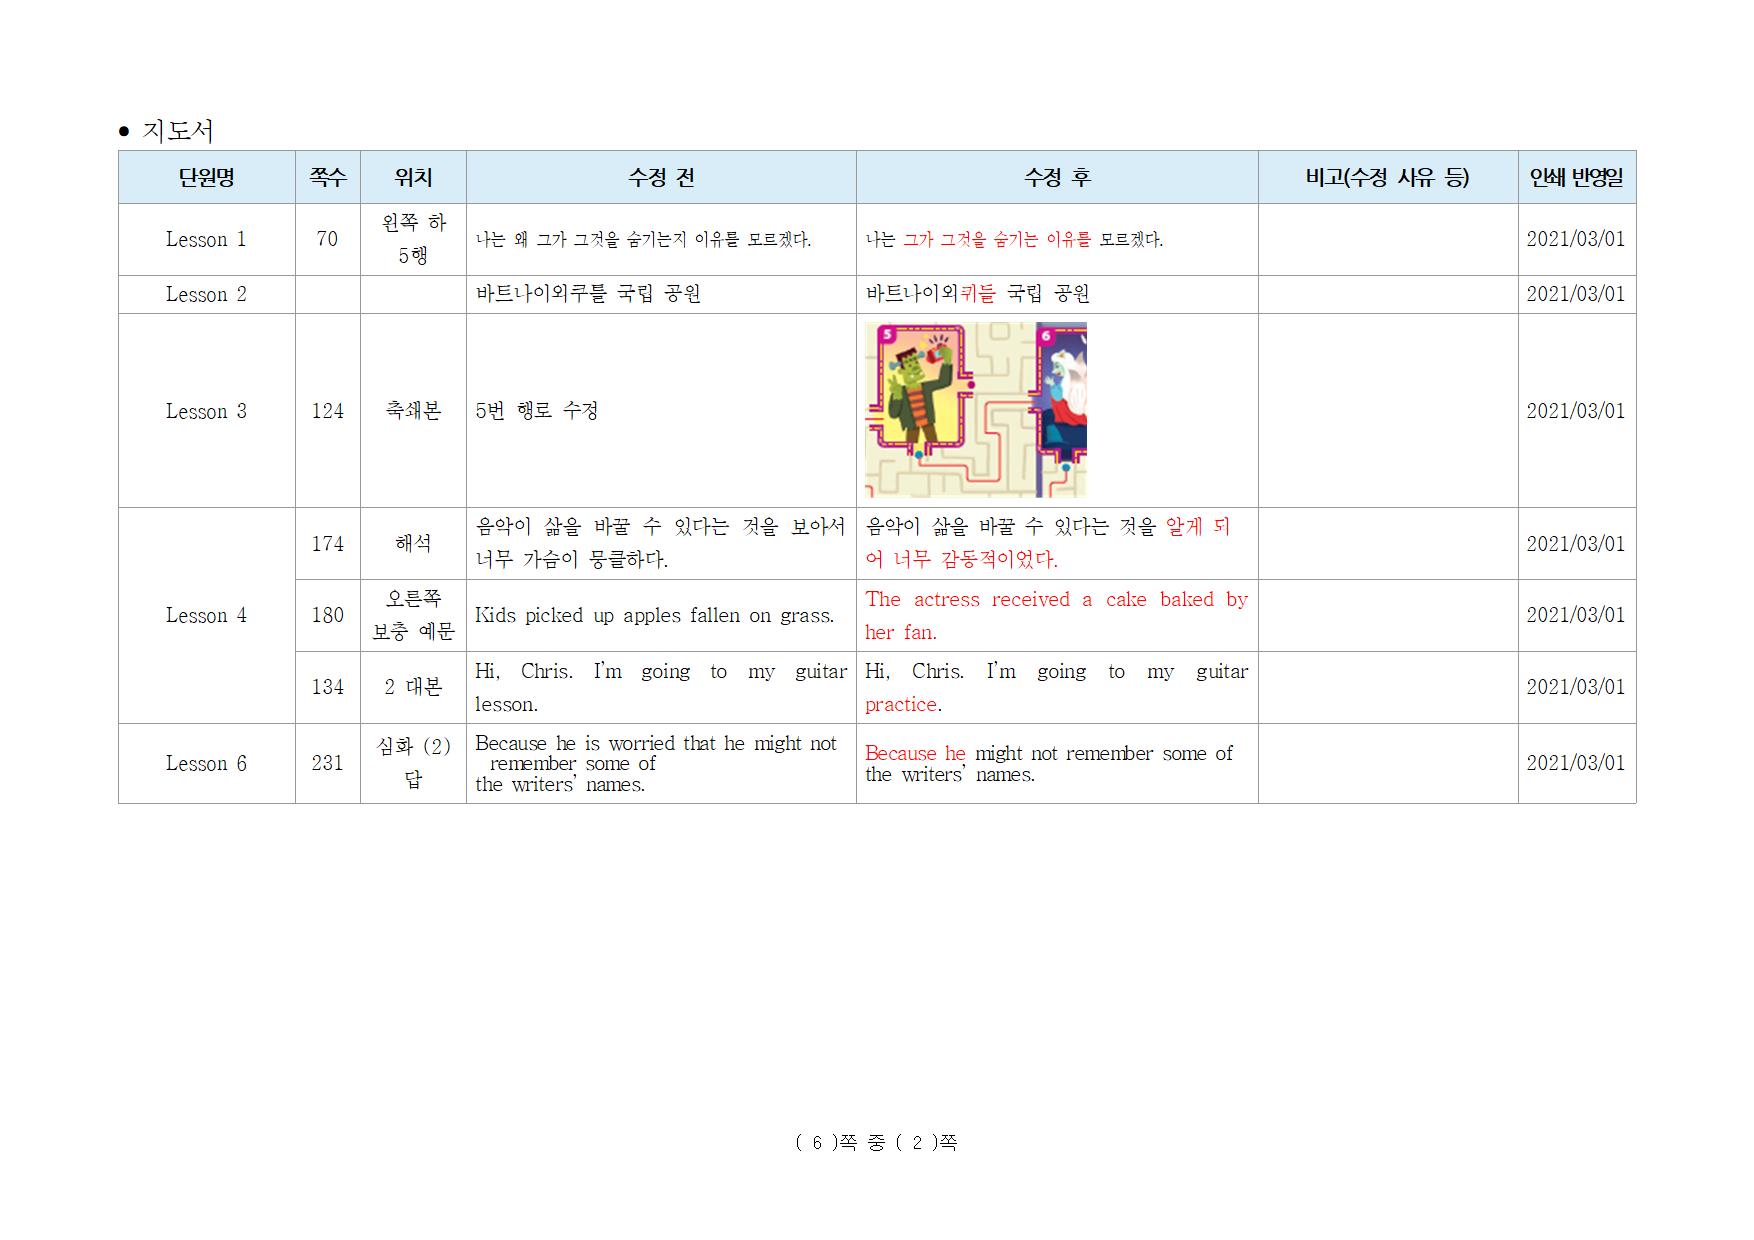 • 지도서
단원명 쪽수 위치 수정 전 수정 후 비고(수정 사유 등) 인쇄 반영일
Lesson 1 70 왼쪽 하 5행 나는 왜 그가 그것을 숨기는지 이유를 모르겠다. 나는 그가 그것을 숨기는 이유를 모르겠다. 2021/03/01
Lesson 2 바트나이외쿠틀 국립 공원 바트나이외퀴들 국립 공원 2021/03/01
Lesson 3 124 축쇄본 5번 행로 수정 5 6 2021/03/01
Lesson 4
174 해석 음악이 삶을 바꿀 수 있다는 것을 보아서
너무 가슴이 뭉클하다.
음악이 삶을 바꿀 수 있다는 것을 알게 되
어 너무 감동적이었다.
2021/03/01
180 오른쪽
보충 예문
Kids picked up apples fallen on grass.
The actress received a cake baked by
her fan.
2021/03/01
134 2 대본
Hi, Chris. I'm going to my guitar
lesson.
Hi, Chris. I'm going to my guitar
practice.
2021/03/01
Lesson 6 231 심화 (2)
답
Because he is worried that he might not
remember some of
the writers' names.
Because he might not remember some of
the writers' names.
2021/03/01
( 6 )쪽 중 ( 2 )쪽